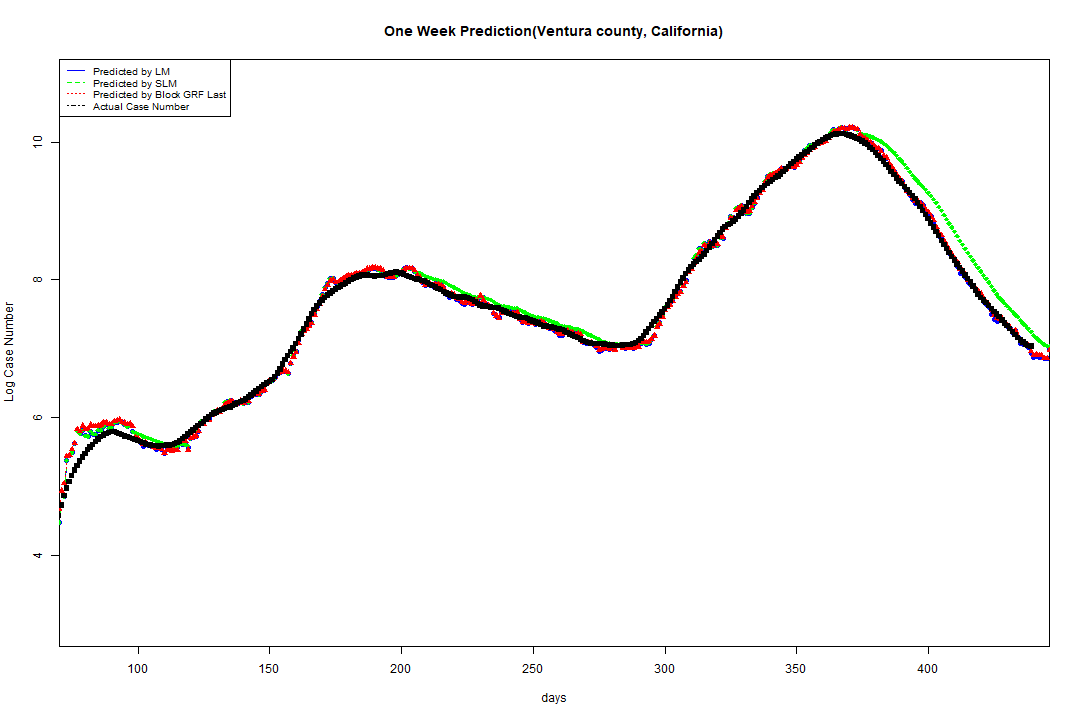 One Week Prediction(Ventura county, California)
Predicted by LM
Predicted by SLM
Predicted by Block GRF Last
Actual Case Number
10
8
6
4
Log Case Number
100 150 200 250 300 350 400
days